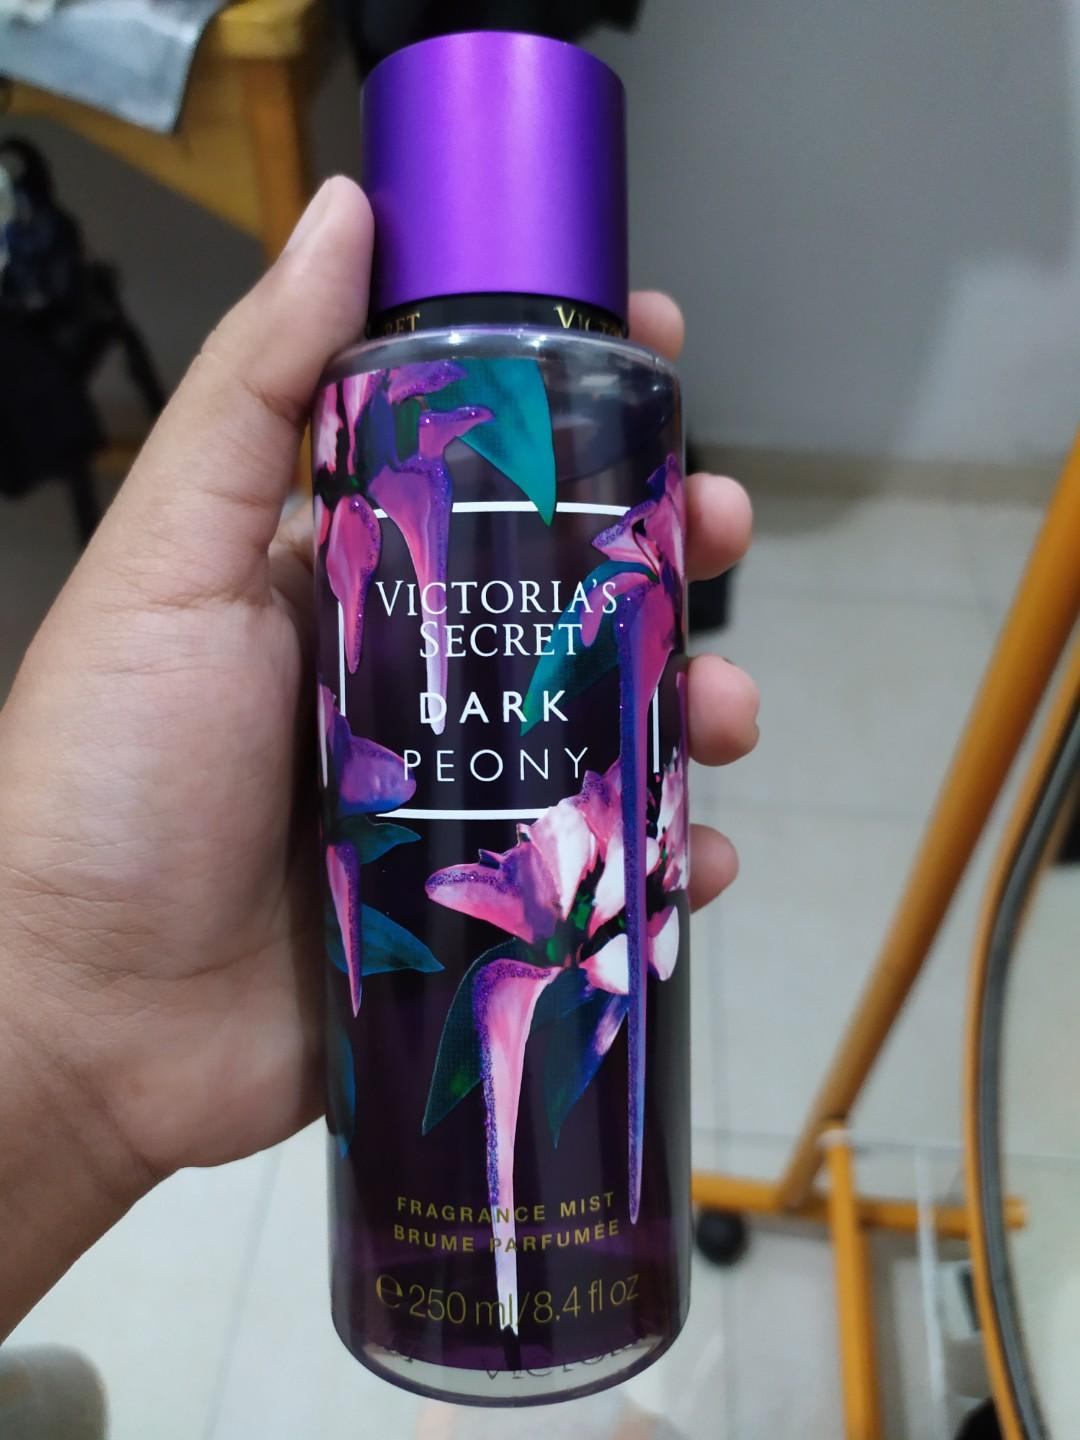 VICTORIA'S
SECRET
DARK
PEONY
FRAGRANCE MIST
BRUME PARFUMÉE
℮ 250 ml/8.4 fl oz